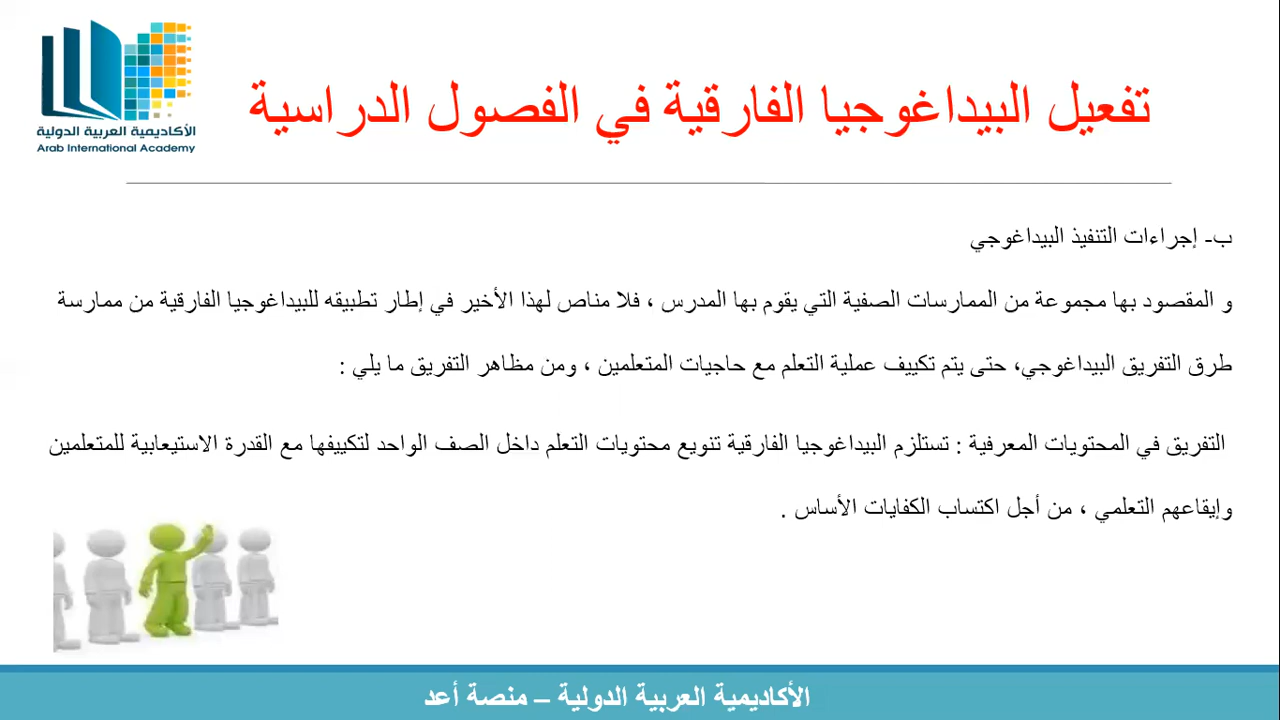 الأكاديمية العربية الدولية
Arab International Academy
تفعيل البيداغوجيا الفارقية في الفصول الدراسية
ب- إجراءات التنفيذ البيداغوجي
و المقصود بها مجموعة من الممارسات الصفية التي يقوم بها المدرس ، فلا مناص لهذا الأخير في إطار تطبيقه للبيداغوجيا الفارقية من ممارسة
طرق التفريق البيداغوجي، حتى يتم تكييف عملية التعلم مع حاجيات المتعلمين ، ومن مظاهر التفريق ما يلي :
التفريق في المحتويات المعرفية : تستلزم البيداغوجيا الفارقية تنويع محتويات التعلم داخل الصف الواحد لتكييفها مع القدرة الاستيعابية للمتعلمين
وإيقاعهم التعلمي ، من أجل اكتساب الكفايات الأساس .
الأكاديمية العربية الدولية – منصة أعد